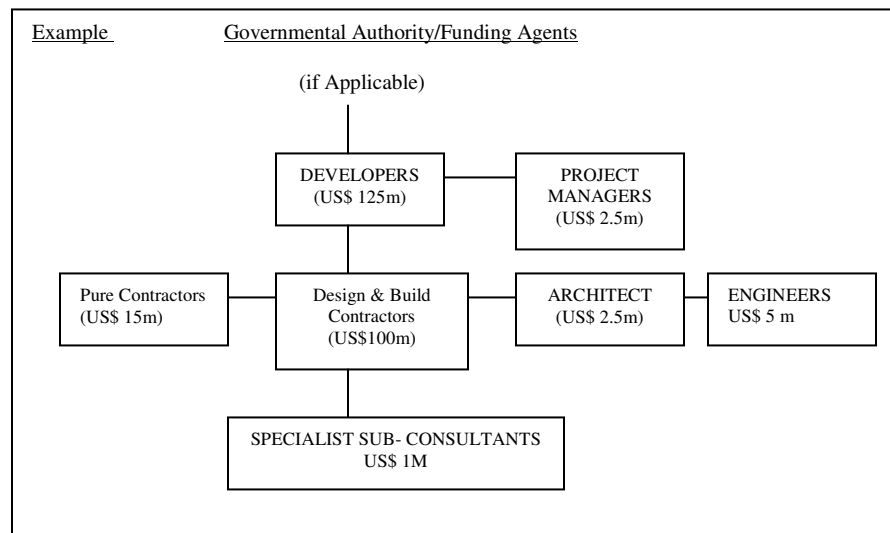 Example Governmental Authority/Funding Agents
(if Applicable)
DEVELOPERS
(US$ 125m)
PROJECT
MANAGERS
(US$ 2.5m)
Pure Contractors
(US$ 15m)
Design & Build
Contractors
(US$100m)
ARCHITECT
(US$ 2.5m)
ENGINEERS
US$ 5 m
SPECIALIST SUB- CONSULTANTS
US$ 1M